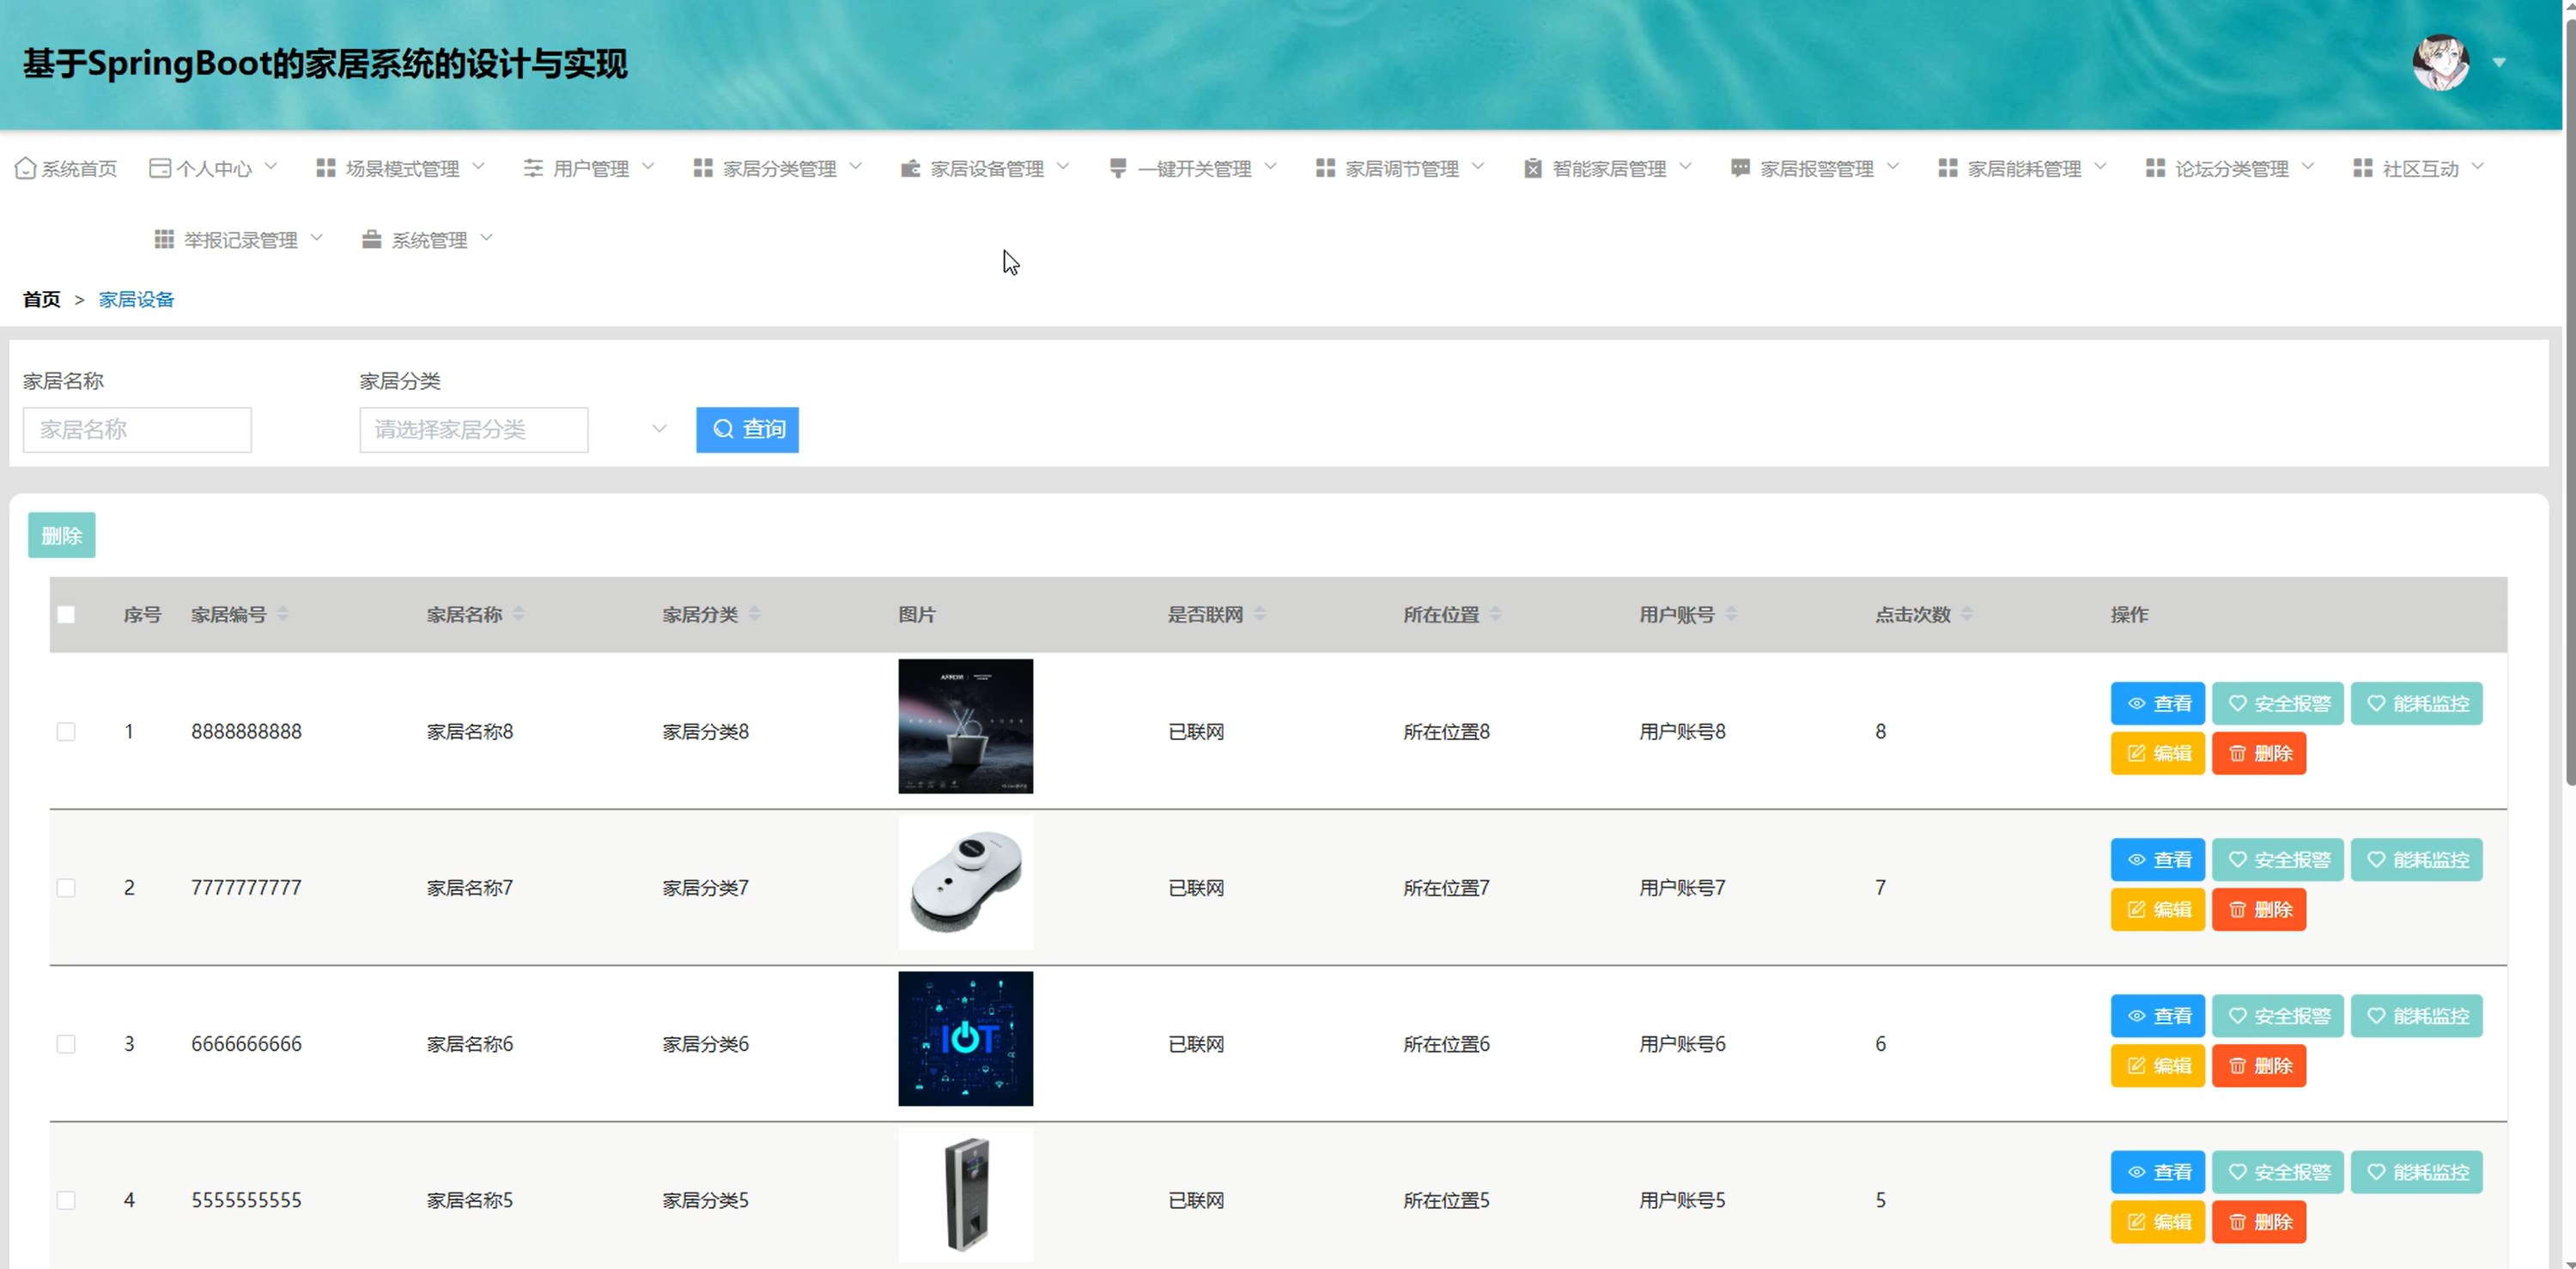 基于SpringBoot的家居系统的设计与实现
系统首页 个人中心 场景模式管理 用户管理 家居分类管理 家居设备管理 一键开关管理 家居调节管理 智能家居管理 家居报警管理 家居能耗管理 论坛分类管理 社区互动
举报记录管理 系统管理
首页 > 家居设备
家居名称 家居分类
家居名称 请选择家居分类 查询
删除
序号 家居编号 家居名称 家居分类 图片 是否联网 所在位置 用户账号 点击次数 操作
1 8888888888 家居名称8 家居分类8 已联网 所在位置8 用户账号8 8 查看 安全报警 能耗监控
编辑 删除
2 7777777777 家居名称7 家居分类7 已联网 所在位置7 用户账号7 7 查看 安全报警 能耗监控
编辑 删除
3 6666666666 家居名称6 家居分类6 IOT 已联网 所在位置6 用户账号6 6 查看 安全报警 能耗监控
编辑 删除
4 5555555555 家居名称5 家居分类5 已联网 所在位置5 用户账号5 5 查看 安全报警 能耗监控
编辑 删除